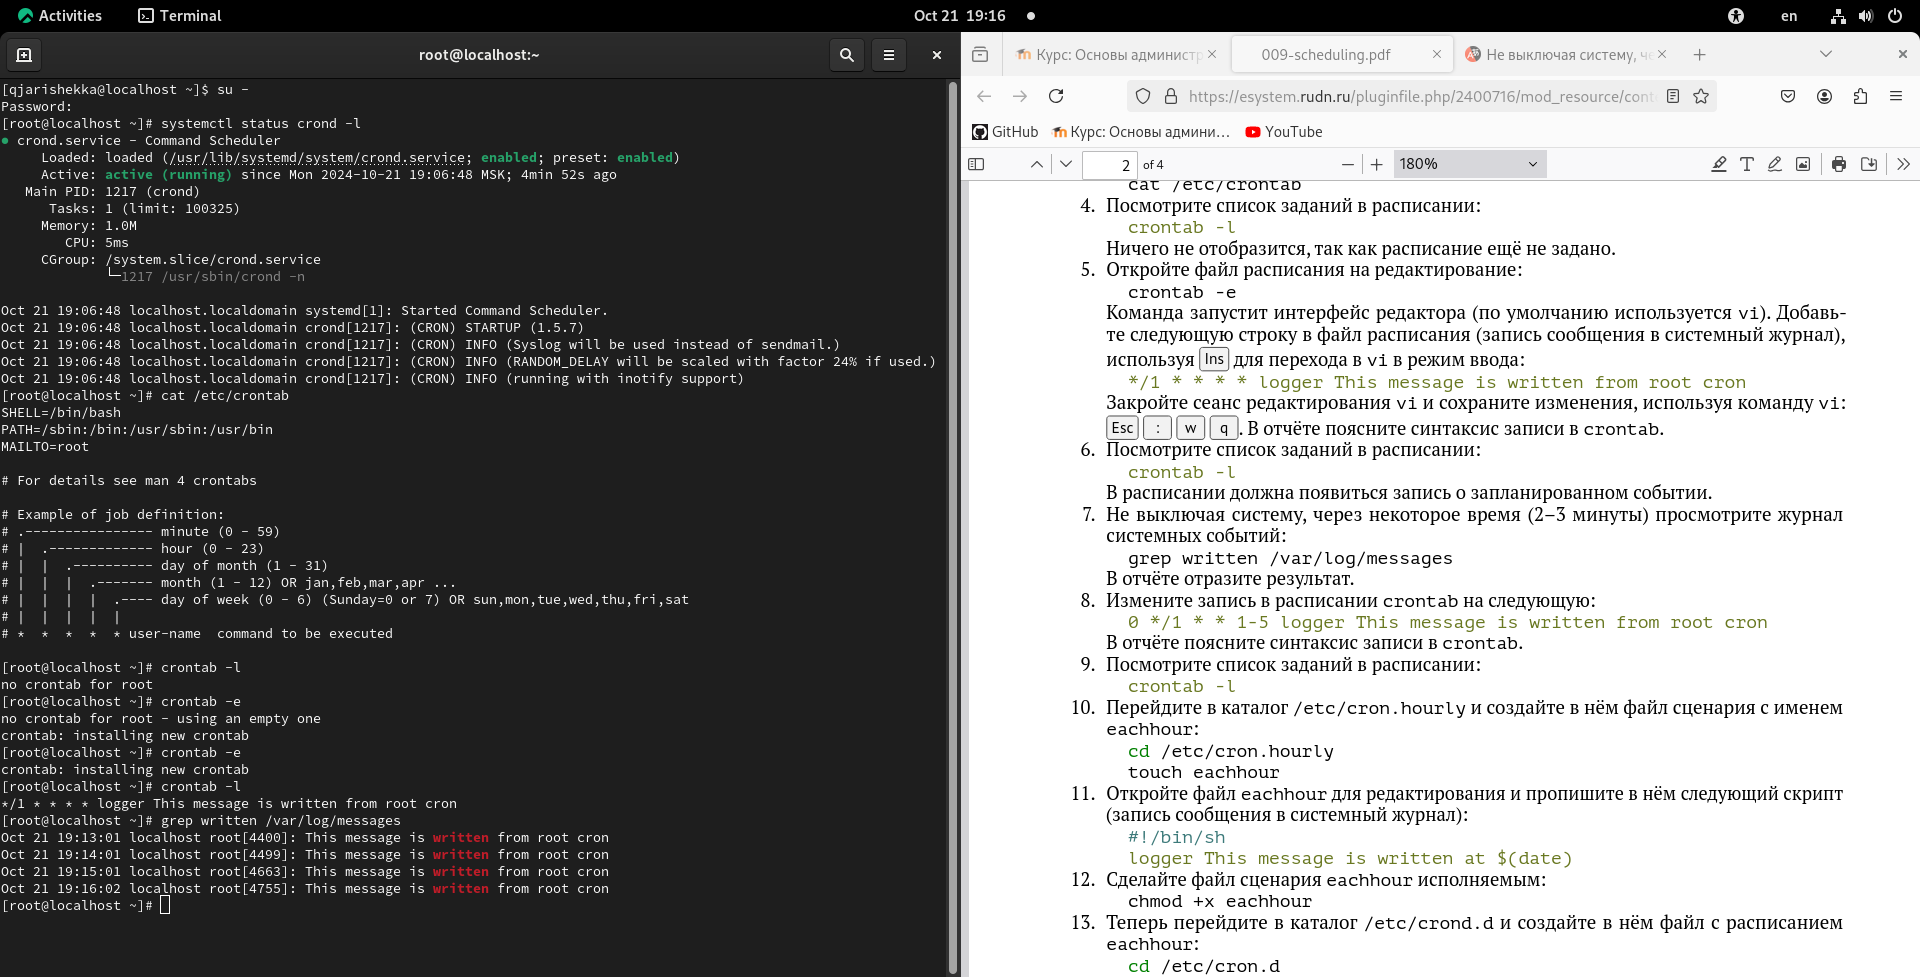 Activities Terminal Oct 21 19:16 en
root@localhost:~
[qjarishekka@localhost ~]$ su -
Password:
[root@localhost ~]# systemctl status crond -l
● crond.service - Command Scheduler
Loaded: loaded (/usr/lib/systemd/system/crond.service; enabled; preset: enabled)
Active: active (running) since Mon 2024-10-21 19:06:48 MSK; 4min 52s ago
Main PID: 1217 (crond)
Tasks: 1 (limit: 100325)
Memory: 1.0M
CPU: 5ms
CGroup: /system.slice/crond.service
└─1217 /usr/sbin/crond -n
Oct 21 19:06:48 localhost.localdomain systemd[1]: Started Command Scheduler.
Oct 21 19:06:48 localhost.localdomain crond[1217]: (CRON) STARTUP (1.5.7)
Oct 21 19:06:48 localhost.localdomain crond[1217]: (CRON) INFO (Syslog will be used instead of sendmail.)
Oct 21 19:06:48 localhost.localdomain crond[1217]: (CRON) INFO (RANDOM_DELAY will be scaled with factor 24% if used.)
Oct 21 19:06:48 localhost.localdomain crond[1217]: (CRON) INFO (running with inotify support)
[root@localhost ~]# cat /etc/crontab
SHELL=/bin/bash
PATH=/sbin:/bin:/usr/sbin:/usr/bin
MAILTO=root
# For details see man 4 crontabs
# Example of job definition:
# .---------------- minute (0 - 59)
# |  .------------- hour (0 - 23)
# |  |  .---------- day of month (1 - 31)
# |  |  |  .------- month (1 - 12) OR jan,feb,mar,apr ...
# |  |  |  |  .---- day of week (0 - 6) (Sunday=0 or 7) OR sun,mon,tue,wed,thu,fri,sat
# |  |  |  |  |
# *  *  *  *  * user-name  command to be executed
[root@localhost ~]# crontab -l
no crontab for root
[root@localhost ~]# crontab -e
no crontab for root - using an empty one
crontab: installing new crontab
[root@localhost ~]# crontab -e
crontab: installing new crontab
[root@localhost ~]# crontab -l
*/1 * * * * logger This message is written from root cron
[root@localhost ~]# grep written /var/log/messages
Oct 21 19:13:01 localhost root[4400]: This message is written from root cron
Oct 21 19:14:01 localhost root[4499]: This message is written from root cron
Oct 21 19:15:01 localhost root[4663]: This message is written from root cron
Oct 21 19:16:02 localhost root[4755]: This message is written from root cron
[root@localhost ~]#
Курс: Основы администр 009-scheduling.pdf Не выключая систему, че
https://esystem.rudn.ru/pluginfile.php/2400716/mod_resource/cont
GitHub Курс: Основы админи… YouTube
2 of 4 180%
cat /etc/crontab
4. Посмотрите список заданий в расписании:
crontab -l
Ничего не отобразится, так как расписание ещё не задано.
5. Откройте файл расписания на редактирование:
crontab -e
Команда запустит интерфейс редактора (по умолчанию используется vi). Добавь-
те следующую строку в файл расписания (запись сообщения в системный журнал),
используя Ins для перехода в vi в режим ввода:
*/1 * * * * logger This message is written from root cron
Закройте сеанс редактирования vi и сохраните изменения, используя команду vi:
Esc : w q . В отчёте поясните синтаксис записи в crontab.
6. Посмотрите список заданий в расписании:
crontab -l
В расписании должна появиться запись о запланированном событии.
7. Не выключая систему, через некоторое время (2–3 минуты) просмотрите журнал
системных событий:
grep written /var/log/messages
В отчёте отразите результат.
8. Измените запись в расписании crontab на следующую:
0 */1 * * 1-5 logger This message is written from root cron
В отчёте поясните синтаксис записи в crontab.
9. Посмотрите список заданий в расписании:
crontab -l
10. Перейдите в каталог /etc/cron.hourly и создайте в нём файл сценария с именем
eachhour:
cd /etc/cron.hourly
touch eachhour
11. Откройте файл eachhour для редактирования и пропишите в нём следующий скрипт
(запись сообщения в системный журнал):
#!/bin/sh
logger This message is written at $(date)
12. Сделайте файл сценария eachhour исполняемым:
chmod +x eachhour
13. Теперь перейдите в каталог /etc/crond.d и создайте в нём файл с расписанием
eachhour:
cd /etc/cron.d